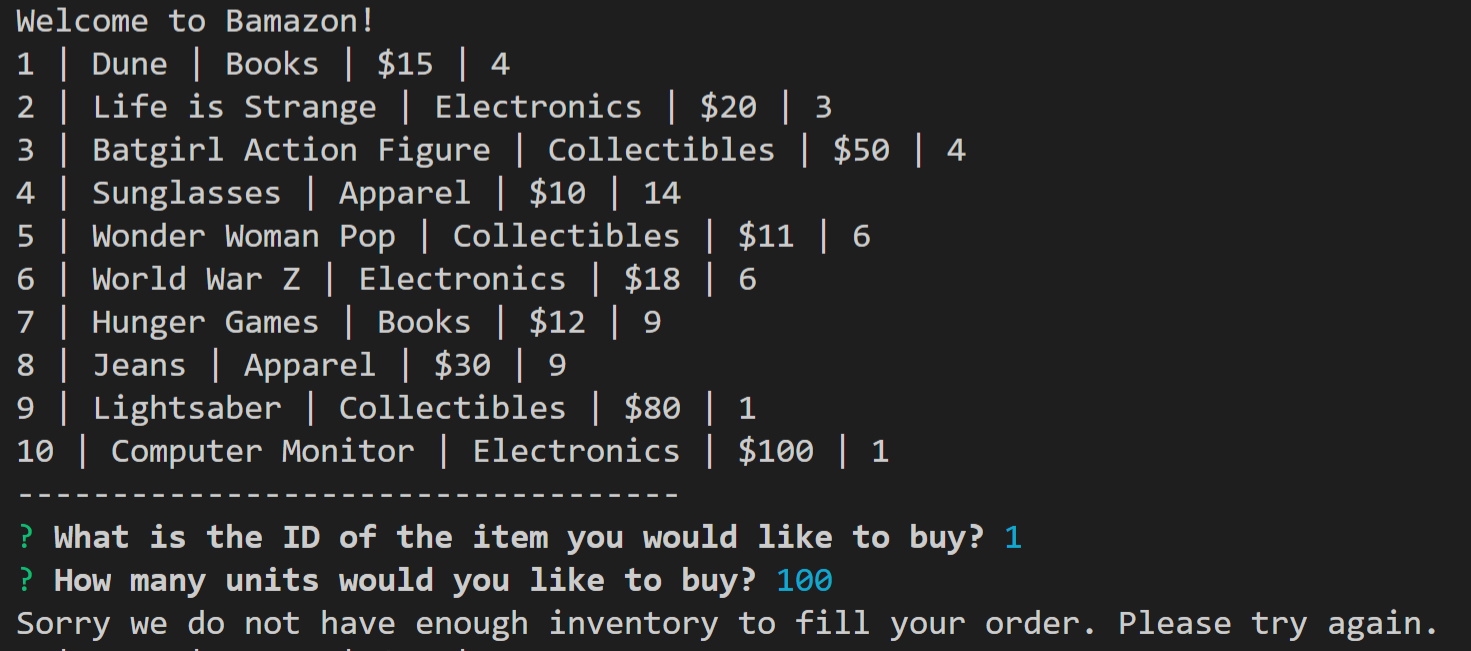 Welcome to Bamazon!
1 | Dune | Books | $15 | 4
2 | Life is Strange | Electronics | $20 | 3
3 | Batgirl Action Figure | Collectibles | $50 | 4
4 | Sunglasses | Apparel | $10 | 14
5 | Wonder Woman Pop | Collectibles | $11 | 6
6 | World War Z | Electronics | $18 | 6
7 | Hunger Games | Books | $12 | 9
8 | Jeans | Apparel | $30 | 9
9 | Lightsaber | Collectibles | $80 | 1
10 | Computer Monitor | Electronics | $100 | 1
-----------------------------------
? What is the ID of the item you would like to buy? 1
? How many units would you like to buy? 100
Sorry we do not have enough inventory to fill your order. Please try again.